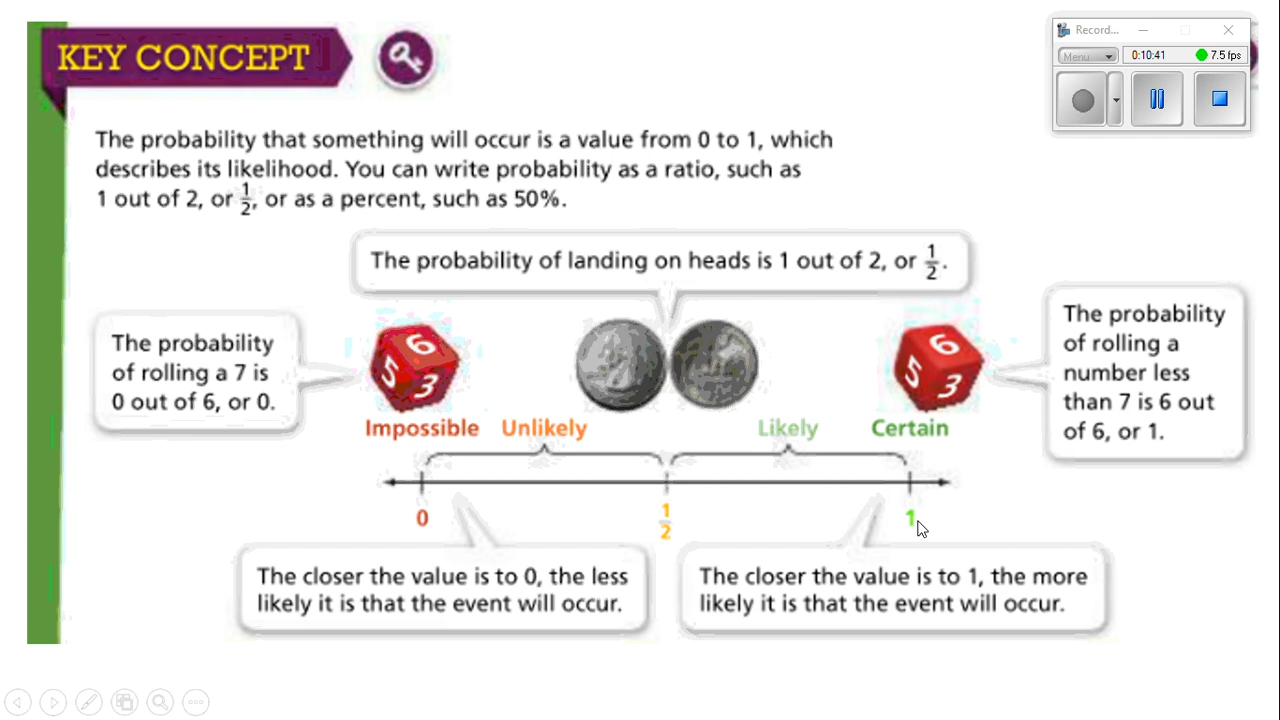 KEY CONCEPT
Record...
Menu
0:10:41
7.5 fps
The probability that something will occur is a value from 0 to 1, which
describes its likelihood. You can write probability as a ratio, such as
1 out of 2, or 1/2, or as a percent, such as 50%.
The probability of landing on heads is 1 out of 2, or 1/2.
The probability
of rolling a 7 is
0 out of 6, or 0.
6
5
3
6
5
3
The probability
of rolling a
number less
than 7 is 6 out
of 6, or 1.
Impossible
Unlikely
Likely
Certain
0
1/2
1
The closer the value is to 0, the less
likely it is that the event will occur.
The closer the value is to 1, the more
likely it is that the event will occur.